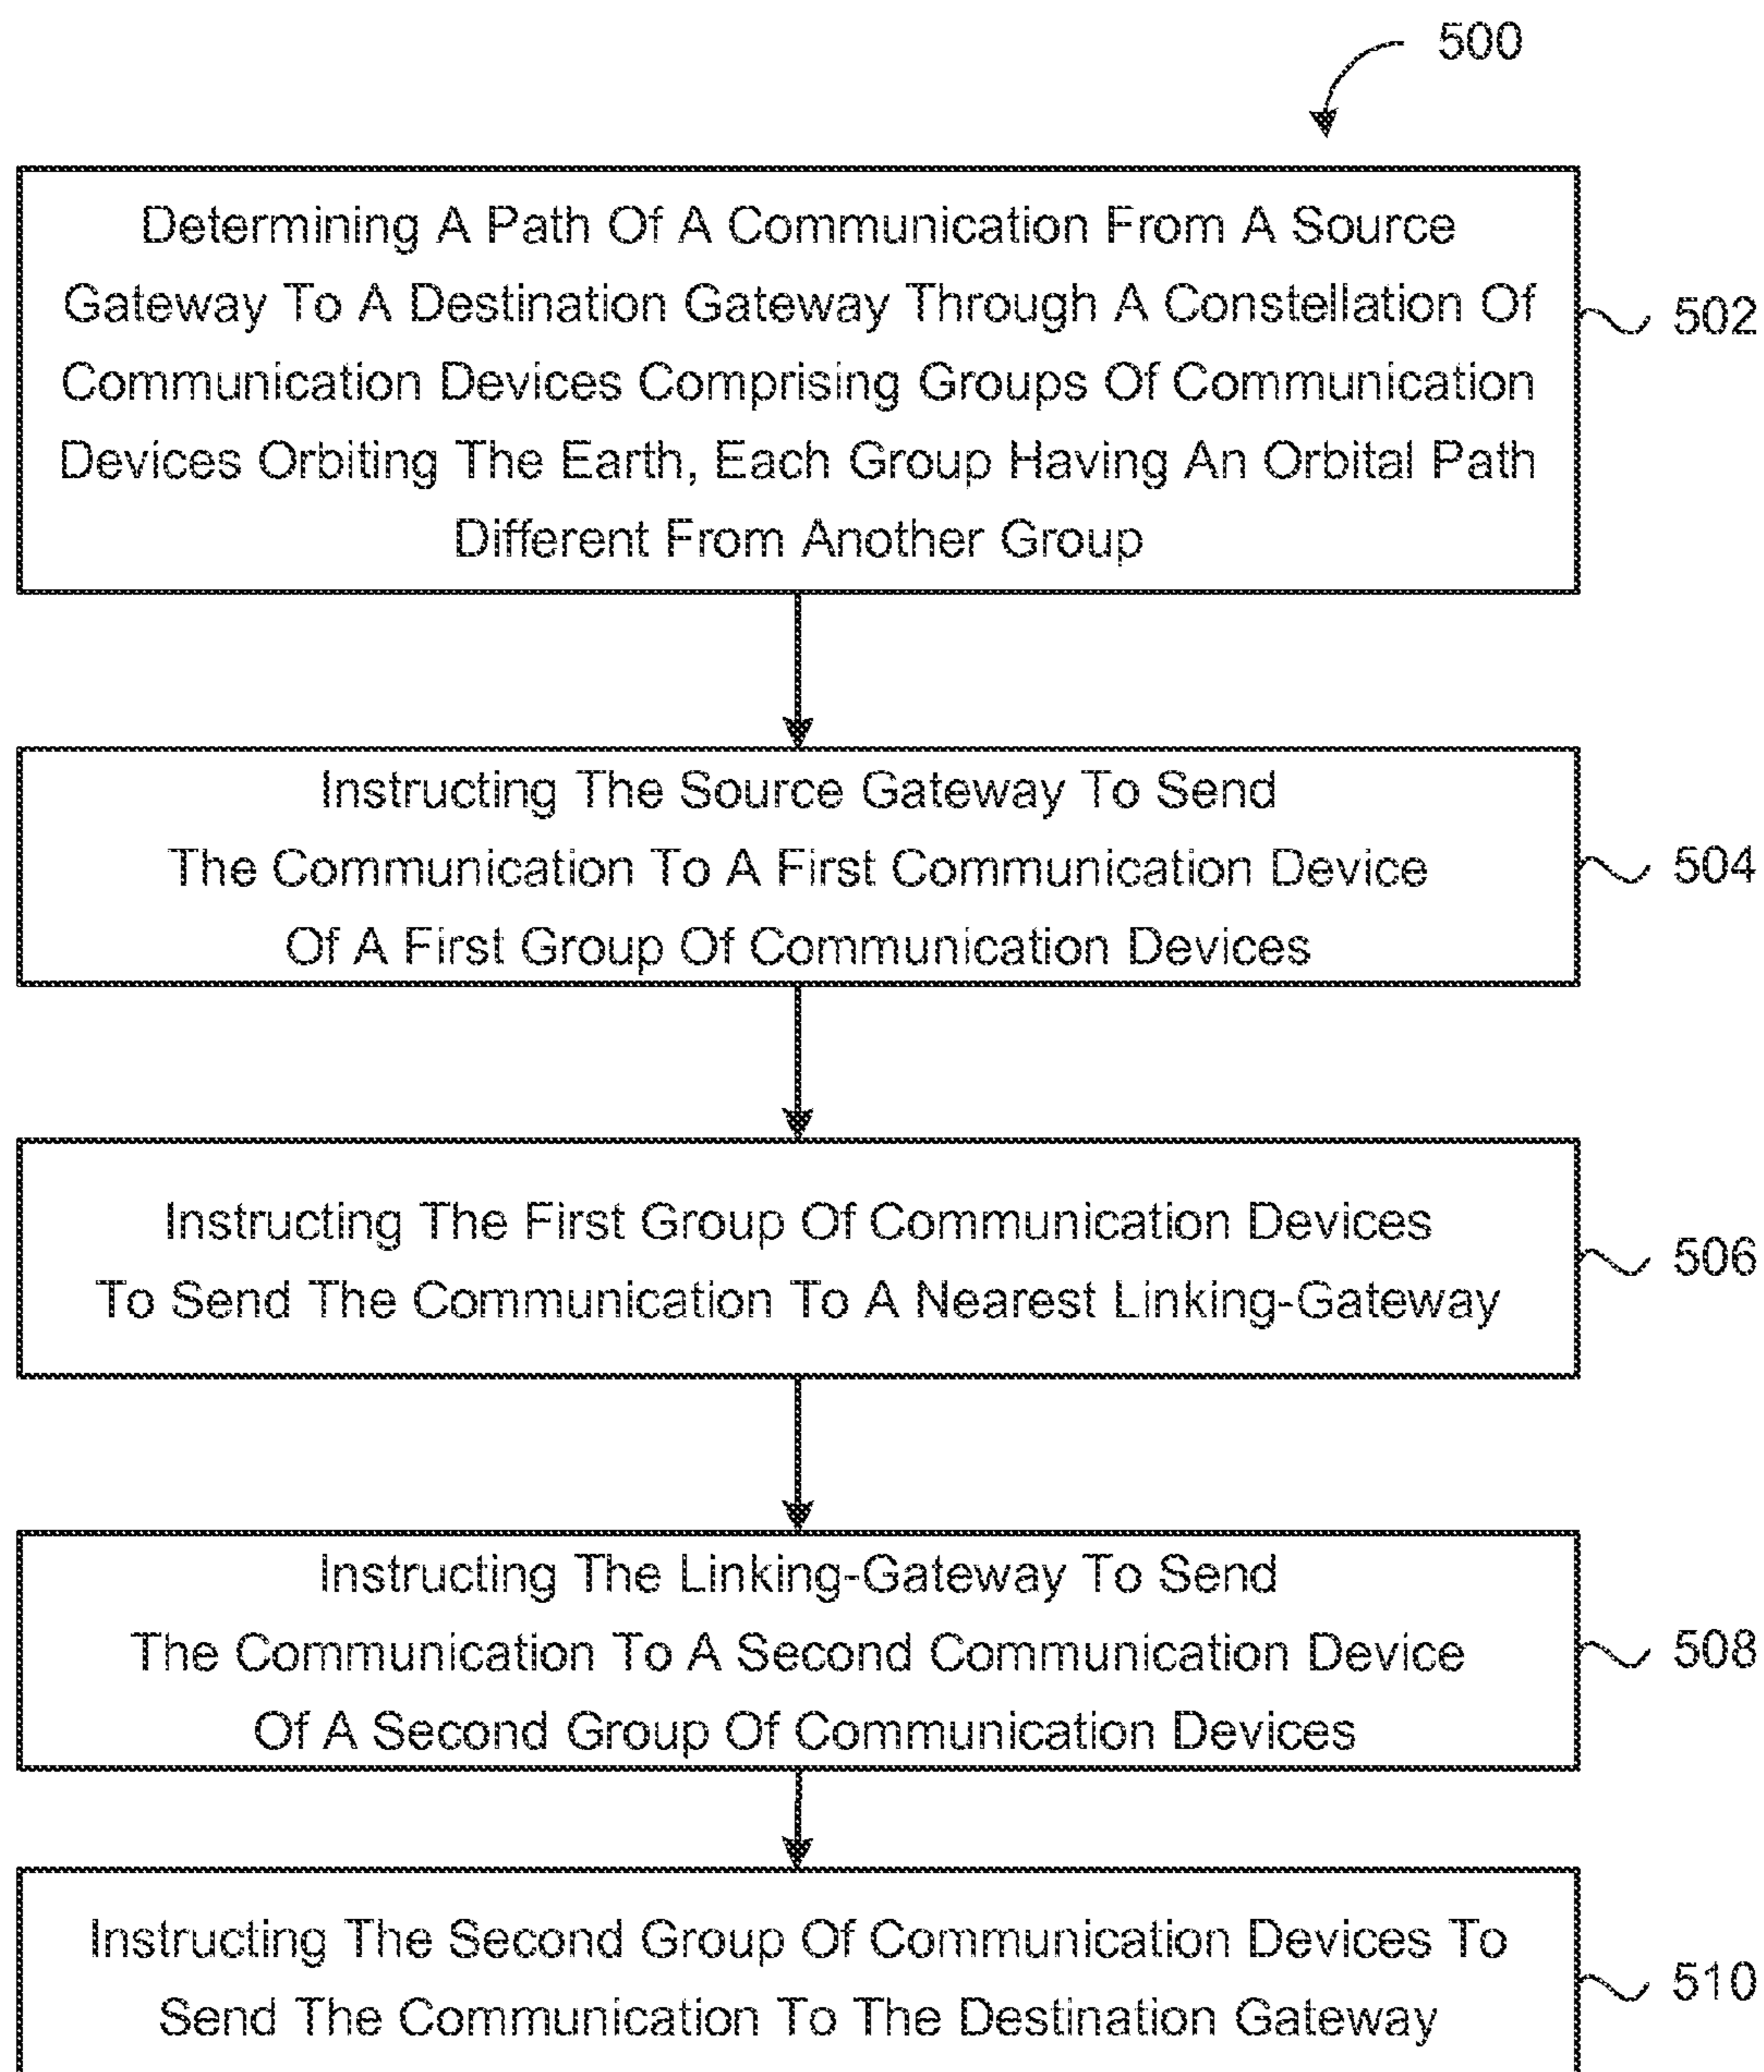 500
Determining A Path Of A Communication From A Source
Gateway To A Destination Gateway Through A Constellation Of
Communication Devices Comprising Groups Of Communication
Devices Orbiting The Earth, Each Group Having An Orbital Path
Different From Another Group
502
Instructing The Source Gateway To Send
The Communication To A First Communication Device
Of A First Group Of Communication Devices
504
Instructing The First Group Of Communication Devices
To Send The Communication To A Nearest Linking-Gateway
506
Instructing The Linking-Gateway To Send
The Communication To A Second Communication Device
Of A Second Group Of Communication Devices
508
Instructing The Second Group Of Communication Devices To
Send The Communication To The Destination Gateway
510